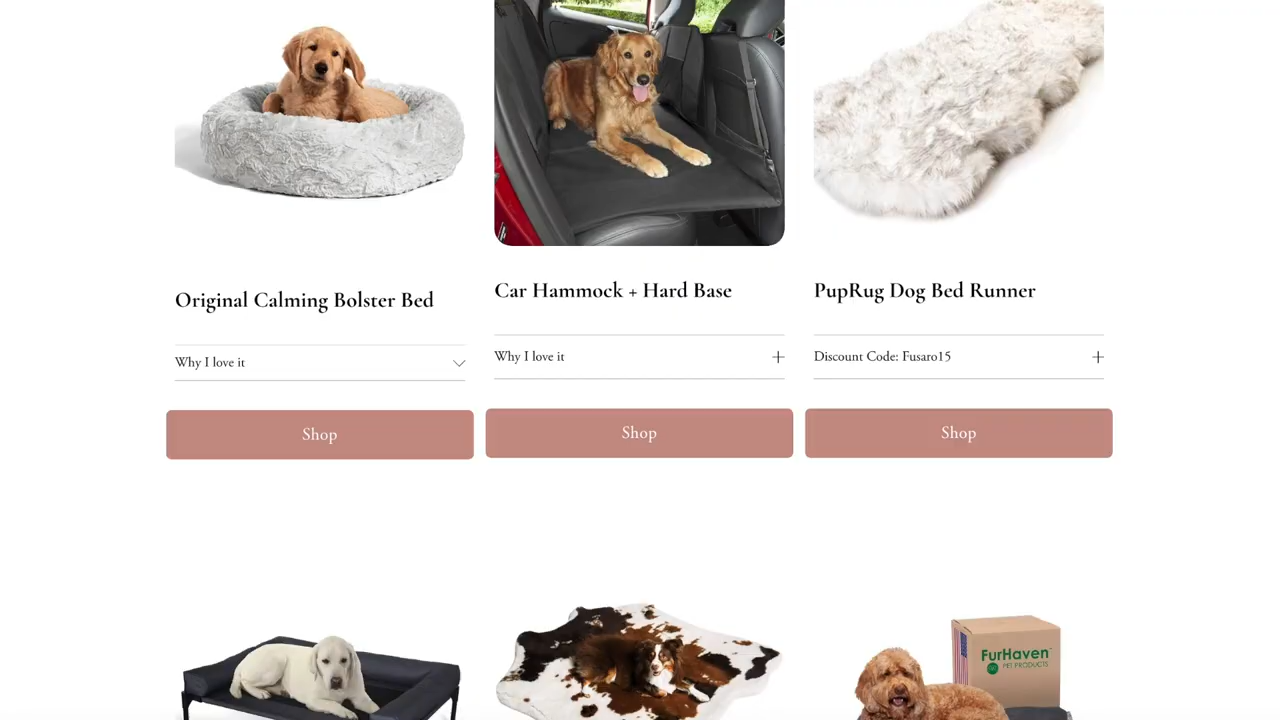 Original Calming Bolster Bed
Car Hammock + Hard Base
PupRug Dog Bed Runner
Why I love it
Why I love it
Discount Code: Fusaro15
Shop
Shop
Shop
FurHaven
PET PRODUCTS